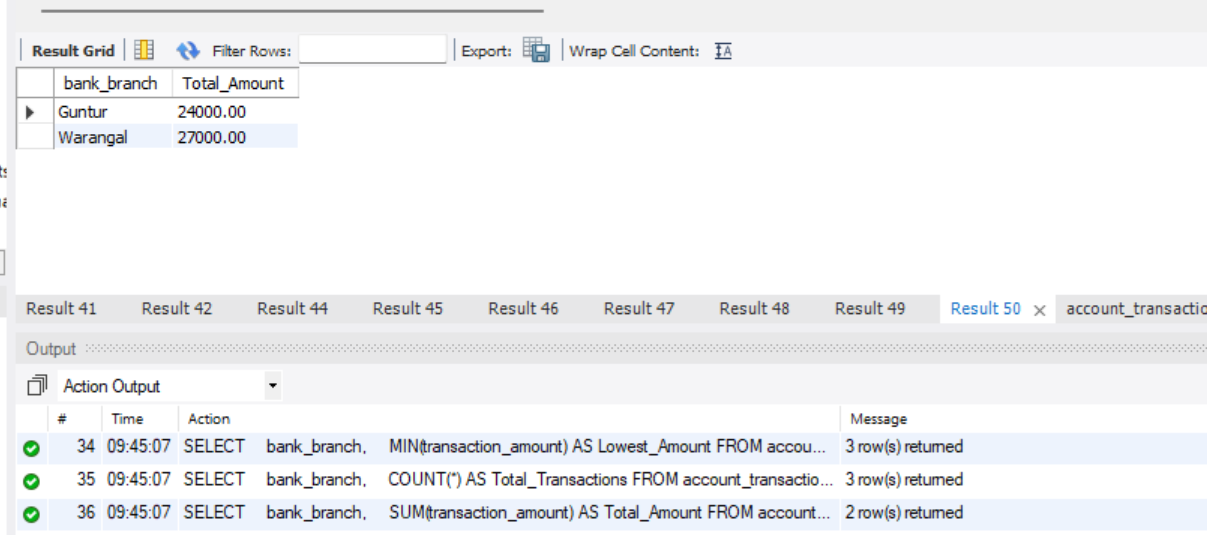 Result Grid Filter Rows: Export: Wrap Cell Content:
bank_branch Total_Amount
Guntur 24000.00
Warangal 27000.00
Result 41 Result 42 Result 44 Result 45 Result 46 Result 47 Result 48 Result 49 Result 50 account_transactio
Output
Action Output
# Time Action Message
34 09:45:07 SELECT bank_branch, MIN(transaction_amount) AS Lowest_Amount FROM accou... 3 row(s) returned
35 09:45:07 SELECT bank_branch, COUNT(*) AS Total_Transactions FROM account_transactio... 3 row(s) returned
36 09:45:07 SELECT bank_branch, SUM(transaction_amount) AS Total_Amount FROM account... 2 row(s) returned